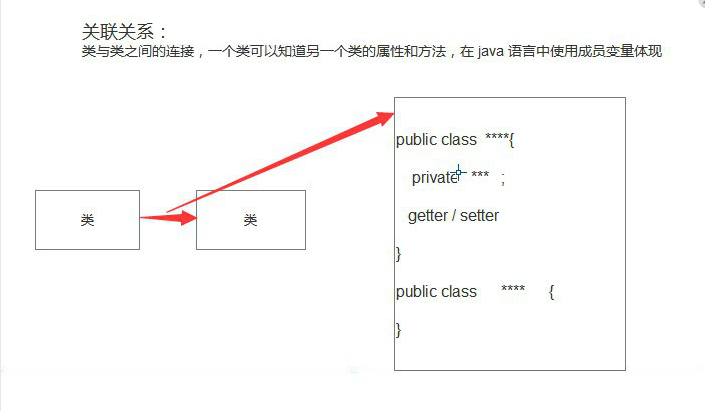 关联关系：
类与类之间的连接，一个类可以知道另一个类的属性和方法，在 java 语言中使用成员变量体现
public class ****{
private *** ;
类 类
getter / setter
}
public class **** {
}